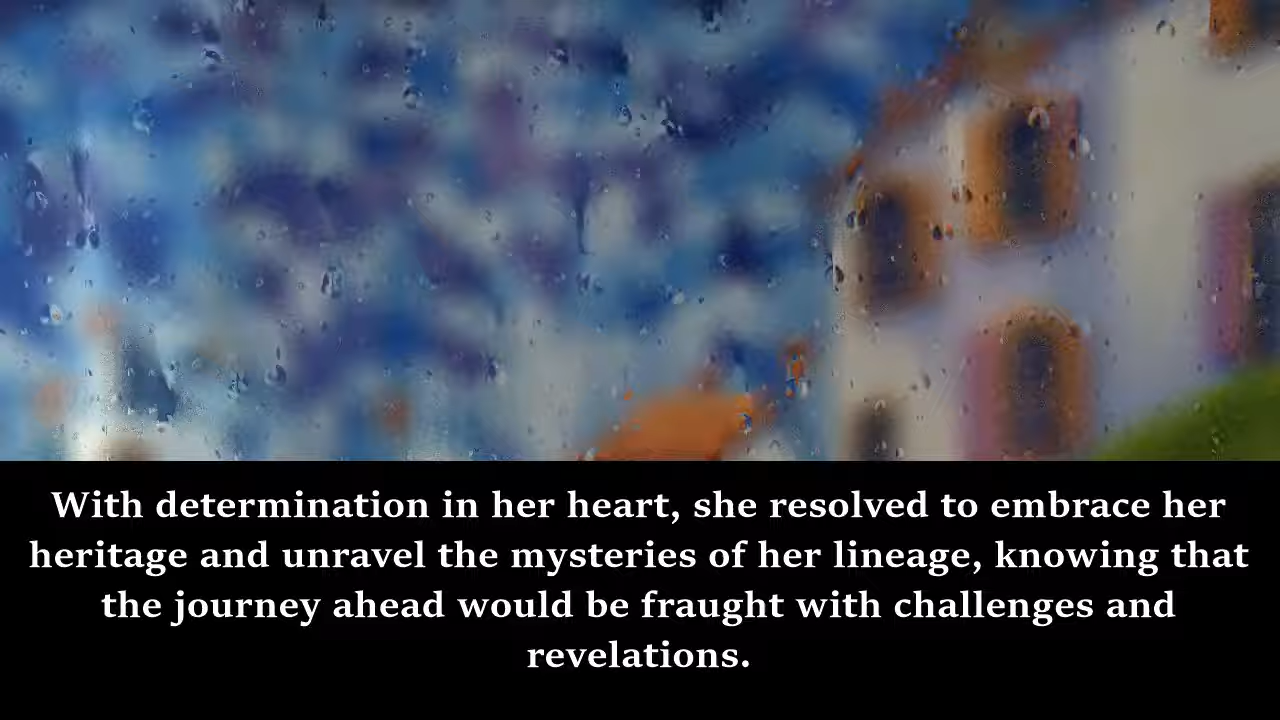 With determination in her heart, she resolved to embrace her
heritage and unravel the mysteries of her lineage, knowing that
the journey ahead would be fraught with challenges and
revelations.